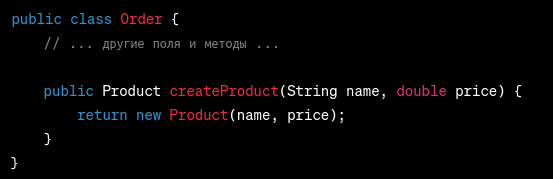 public class Order {
    // ... другие поля и методы ...

    public Product createProduct(String name, double price) {
        return new Product(name, price);
    }
}